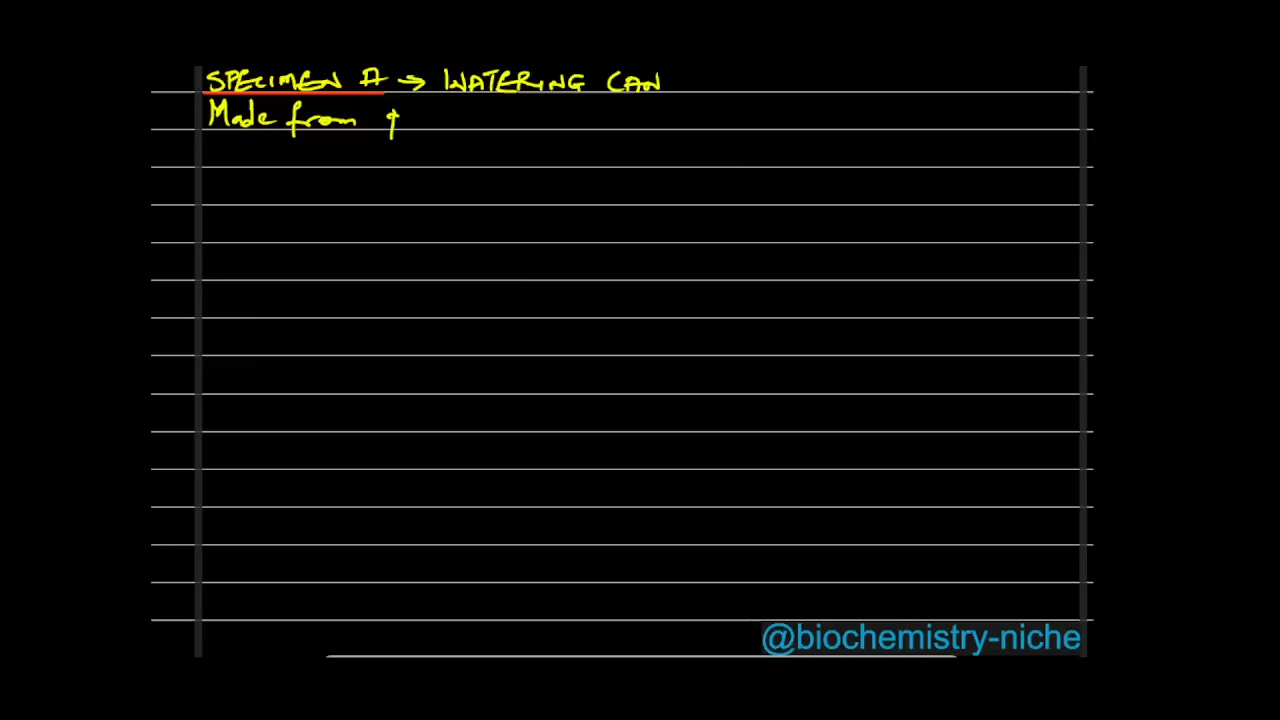 SPECIMEN A → WATERING CAN
Made from
@biochemistry-niche